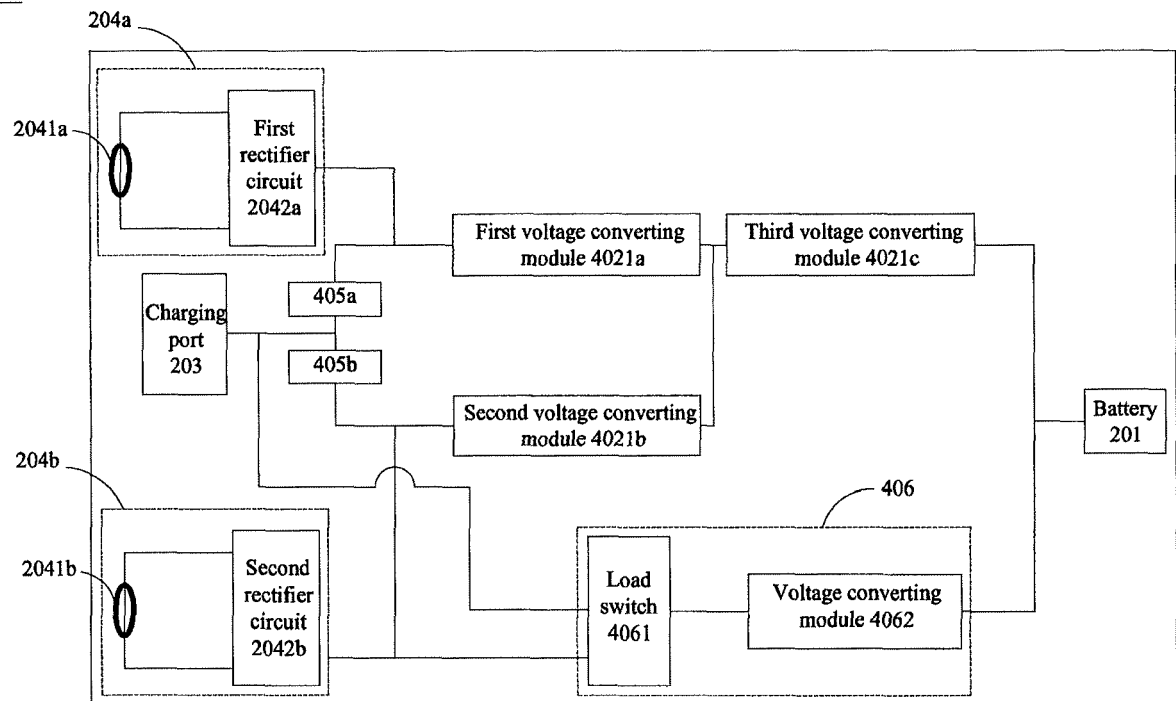 204a
2041a
First
rectifier
circuit
2042a
First voltage converting
module 4021a
Third voltage converting
module 4021c
405a
Charging
port
203
405b
Second voltage converting
module 4021b
Battery
201
204b
406
2041b
Second
rectifier
circuit
2042b
Load
switch
4061
Voltage converting
module 4062